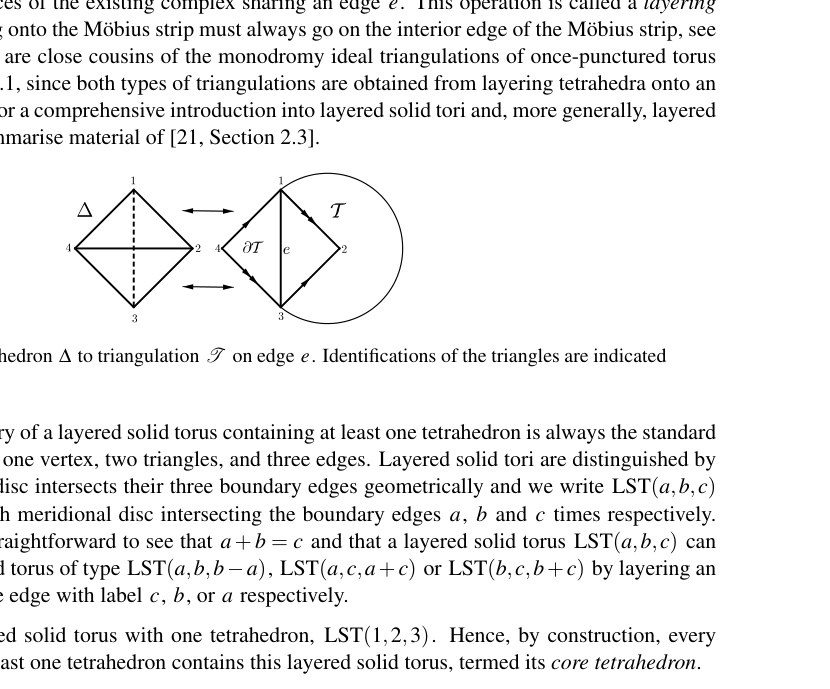 ces of the existing complex sharing an edge e. This operation is called a layering
onto the Möbius strip must always go on the interior edge of the Möbius strip, see
are close cousins of the monodromy ideal triangulations of once-punctured torus
.1, since both types of triangulations are obtained from layering tetrahedra onto an
or a comprehensive introduction into layered solid tori and, more generally, layered
mmarise material of [21, Section 2.3].
1 1
Δ 𝒯
4 2 4 ∂𝒯 e 2
3 3
hedron Δ to triangulation 𝒯 on edge e. Identifications of the triangles are indicated
ry of a layered solid torus containing at least one tetrahedron is always the standard
one vertex, two triangles, and three edges. Layered solid tori are distinguished by
disc intersects their three boundary edges geometrically and we write LST(a,b,c)
h meridional disc intersecting the boundary edges a, b and c times respectively.
raightforward to see that a+b = c and that a layered solid torus LST(a,b,c) can
d torus of type LST(a,b,b−a), LST(a,c,a+c) or LST(b,c,b+c) by layering an
e edge with label c, b, or a respectively.
ed solid torus with one tetrahedron, LST(1,2,3). Hence, by construction, every
ast one tetrahedron contains this layered solid torus, termed its core tetrahedron.